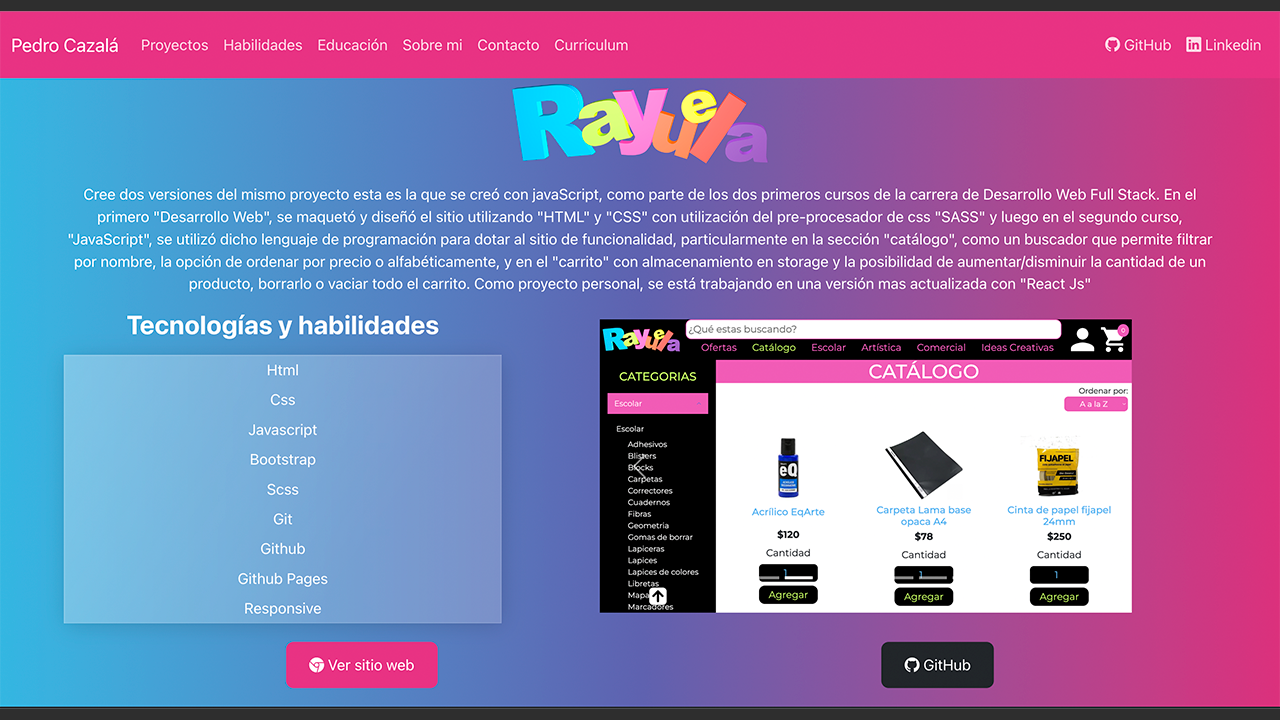 Pedro Cazalá Proyectos Habilidades Educación Sobre mi Contacto Curriculum GitHub Linkedin
Rayuela
Cree dos versiones del mismo proyecto esta es la que se creó con javaScript, como parte de los dos primeros cursos de la carrera de Desarrollo Web Full Stack. En el
primero "Desarrollo Web", se maquetó y diseñó el sitio utilizando "HTML" y "CSS" con utilización del pre-procesador de css "SASS" y luego en el segundo curso,
"JavaScript", se utilizó dicho lenguaje de programación para dotar al sitio de funcionalidad, particularmente en la sección "catálogo", como un buscador que permite filtrar
por nombre, la opción de ordenar por precio o alfabéticamente, y en el "carrito" con almacenamiento en storage y la posibilidad de aumentar/disminuir la cantidad de un
producto, borrarlo o vaciar todo el carrito. Como proyecto personal, se está trabajando en una versión mas actualizada con "React Js"
Tecnologías y habilidades
Html
Css
Javascript
Bootstrap
Scss
Git
Github
Github Pages
Responsive
Rayuela
¿Qué estas buscando?
0
Ofertas Catálogo Escolar Artística Comercial Ideas Creativas
CATEGORIAS
Escolar
Escolar
Adhesivos
Blisters
Blocks
Carpetas
Correctores
Cuadernos
Fibras
Geometria
Gomas de borrar
Lapiceras
Lapices
Lapices de colores
Libretas
Mapa
Marcadores
CATÁLOGO
Ordenar por:
A a la Z
eQ
FIJAPEL
Acrílico EqArte
$120
Cantidad
1
Agregar
Carpeta Lama base
opaca A4
$78
Cantidad
1
Agregar
Cinta de papel fijapel
24mm
$250
Cantidad
1
Agregar
Ver sitio web
GitHub